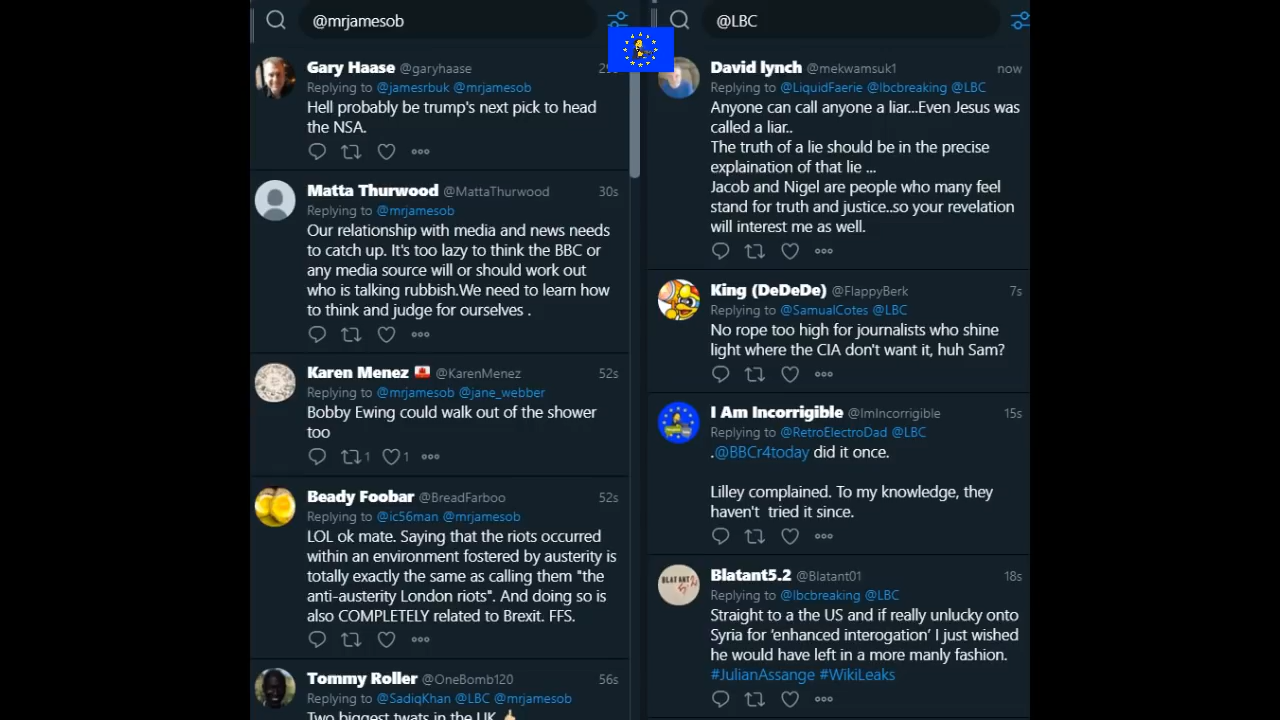 @mrjamesob
Gary Haase @garyhaase
Replying to @jamesrbuk @mrjamesob
Hell probably be trump's next pick to head
the NSA.
Matta Thurwood @MattaThurwood 30s
Replying to @mrjamesob
Our relationship with media and news needs
to catch up. It's too lazy to think the BBC or
any media source will or should work out
who is talking rubbish.We need to learn how
to think and judge for ourselves .
Karen Menez 🇬🇮 @KarenMenez 52s
Replying to @mrjamesob @jane_webber
Bobby Ewing could walk out of the shower
too
1 1
Beady Foobar @BreadFarboo 52s
Replying to @ic56man @mrjamesob
LOL ok mate. Saying that the riots occurred
within an environment fostered by austerity is
totally exactly the same as calling them "the
anti-austerity London riots". And doing so is
also COMPLETELY related to Brexit. FFS.
Tommy Roller @OneBomb120 56s
Replying to @SadiqKhan @LBC @mrjamesob
Two biggest twats in the UK
@LBC
David lynch @mekwamsuk1 now
Replying to @LiquidFaerie @lbcbreaking @LBC
Anyone can call anyone a liar...Even Jesus was
called a liar..
The truth of a lie should be in the precise
explaination of that lie ...
Jacob and Nigel are people who many feel
stand for truth and justice..so your revelation
will interest me as well.
King (DeDeDe) @FlappyBerk 7s
Replying to @SamualCotes @LBC
No rope too high for journalists who shine
light where the CIA don't want it, huh Sam?
I Am Incorrigible @ImIncorrigible 15s
Replying to @RetroElectroDad @LBC
.@BBCr4today did it once.
Lilley complained. To my knowledge, they
haven't tried it since.
Blatant5.2 @Blatant01 18s
Replying to @lbcbreaking @LBC
Straight to a the US and if really unlucky onto
Syria for 'enhanced interogation' I just wished
he would have left in a more manly fashion.
#JulianAssange #WikiLeaks